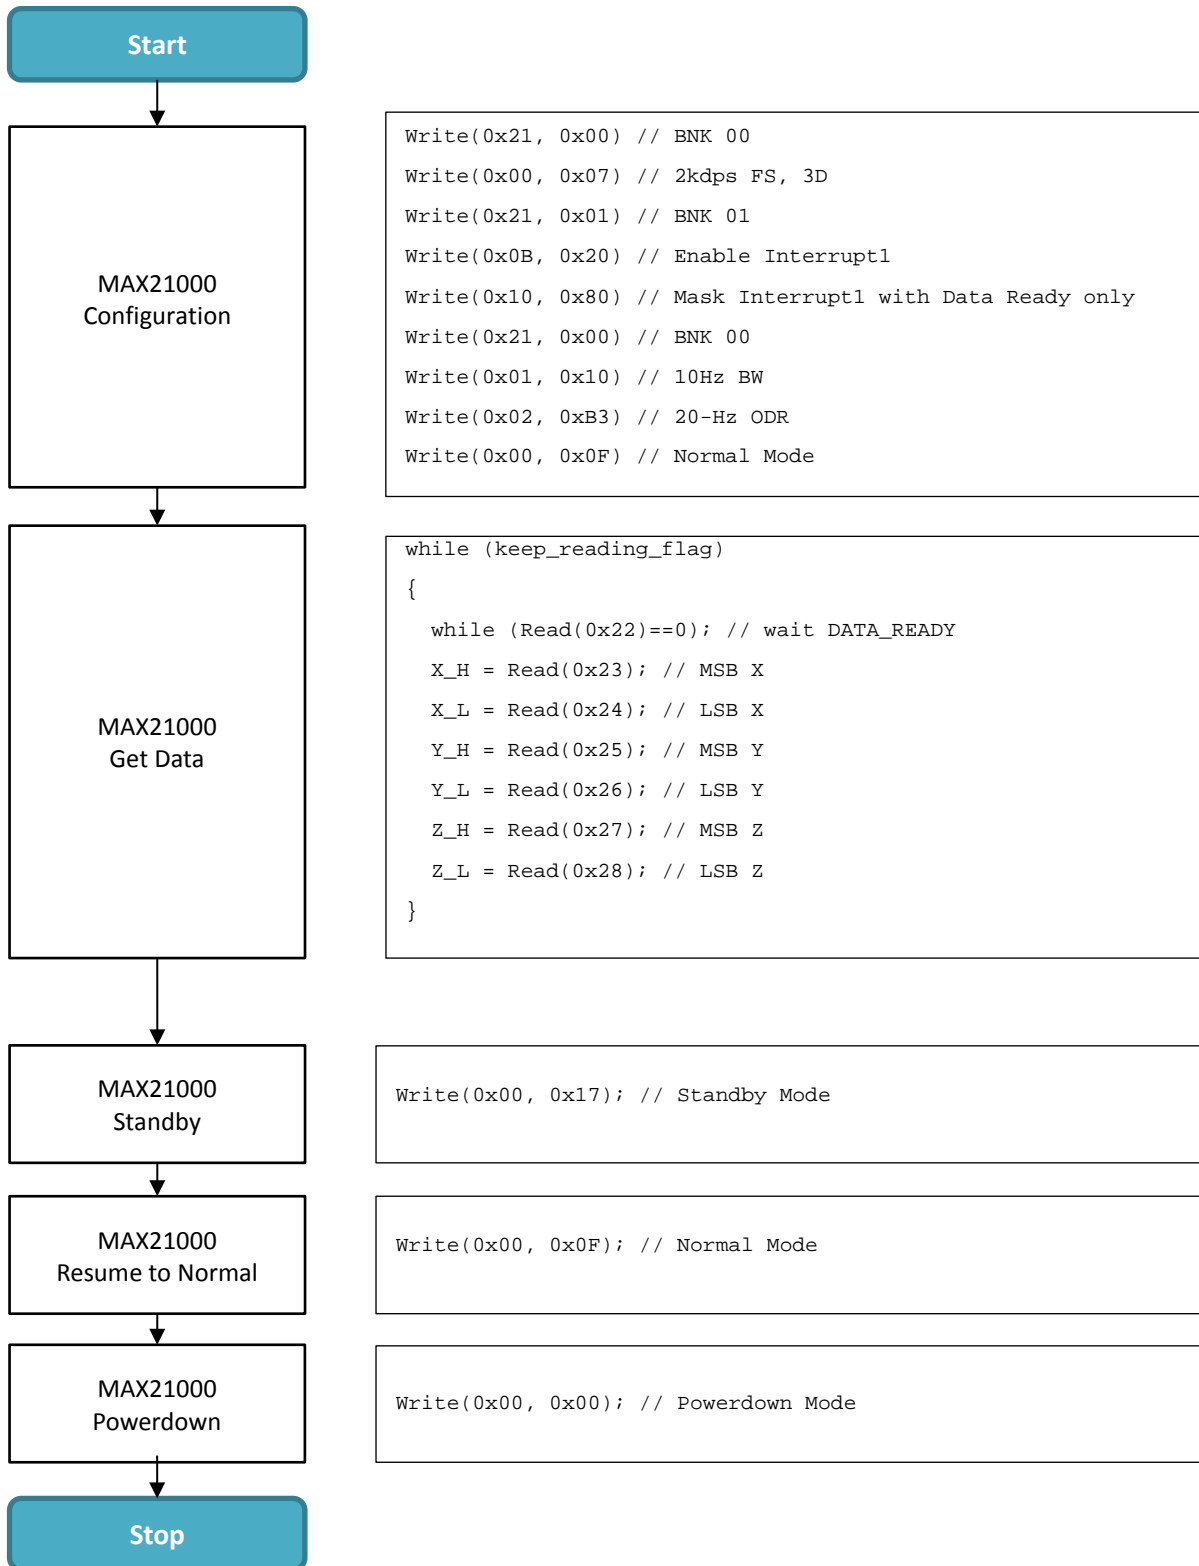 Start
MAX21000
Configuration
Write(0x21, 0x00) // BNK 00
Write(0x00, 0x07) // 2kdps FS, 3D
Write(0x21, 0x01) // BNK 01
Write(0x0B, 0x20) // Enable Interrupt1
Write(0x10, 0x80) // Mask Interrupt1 with Data Ready only
Write(0x21, 0x00) // BNK 00
Write(0x01, 0x10) // 10Hz BW
Write(0x02, 0xB3) // 20-Hz ODR
Write(0x00, 0x0F) // Normal Mode
MAX21000
Get Data
while (keep_reading_flag)
{
while (Read(0x22)==0); // wait DATA_READY
X_H = Read(0x23); // MSB X
X_L = Read(0x24); // LSB X
Y_H = Read(0x25); // MSB Y
Y_L = Read(0x26); // LSB Y
Z_H = Read(0x27); // MSB Z
Z_L = Read(0x28); // LSB Z
}
MAX21000
Standby
Write(0x00, 0x17); // Standby Mode
MAX21000
Resume to Normal
Write(0x00, 0x0F); // Normal Mode
MAX21000
Powerdown
Write(0x00, 0x00); // Powerdown Mode
Stop